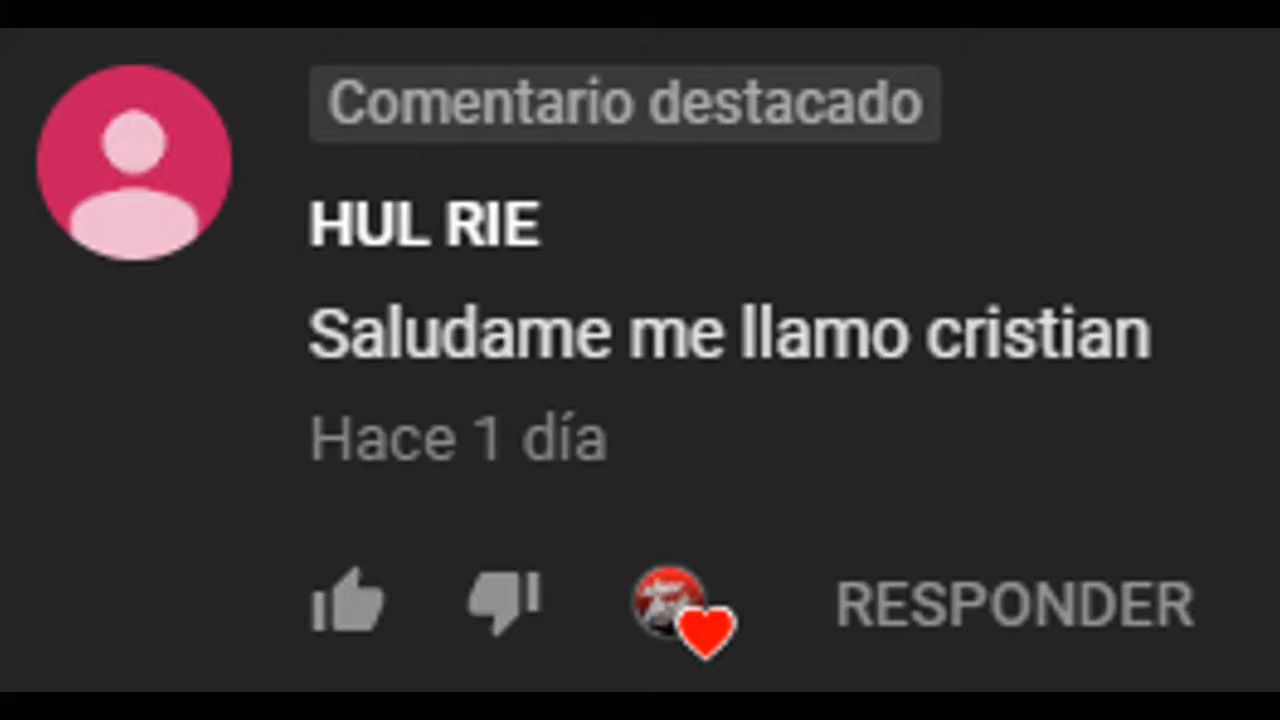 Comentario destacado
HUL RIE
Saludame me llamo cristian
Hace 1 día
RESPONDER